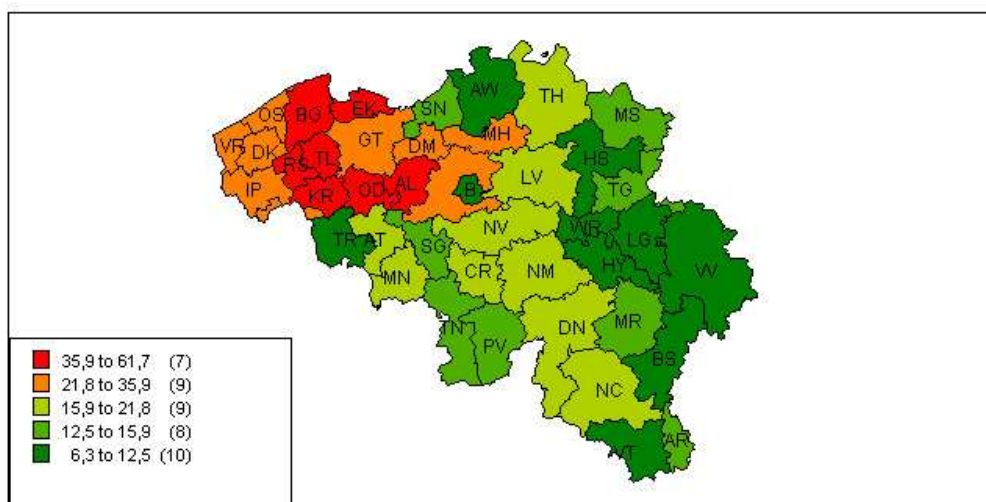 AW
TH
EK
SN
MS
OS
BG
GT
MH
VR
DK
DM
HS
RS
TL
IP
KR
OD
AL
B
LV
TG
TR
AT
NV
WR
LG
SG
HY
VV
MN
CR
NM
TN
PV
DN
MR
BS
NC
AR
VT
35,9 to 61,7 (7)
21,8 to 35,9 (9)
15,9 to 21,8 (9)
12,5 to 15,9 (8)
6,3 to 12,5 (10)